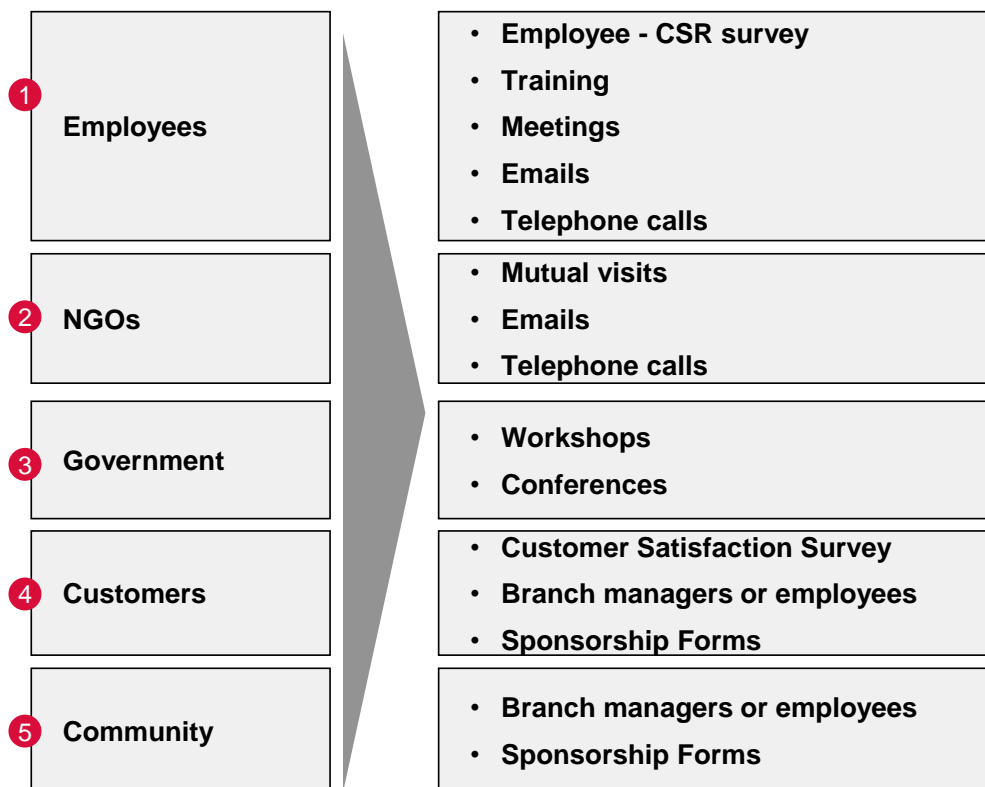 1
Employees
• Employee - CSR survey
• Training
• Meetings
• Emails
• Telephone calls
2
NGOs
• Mutual visits
• Emails
• Telephone calls
3
Government
• Workshops
• Conferences
4
Customers
• Customer Satisfaction Survey
• Branch managers or employees
• Sponsorship Forms
5
Community
• Branch managers or employees
• Sponsorship Forms